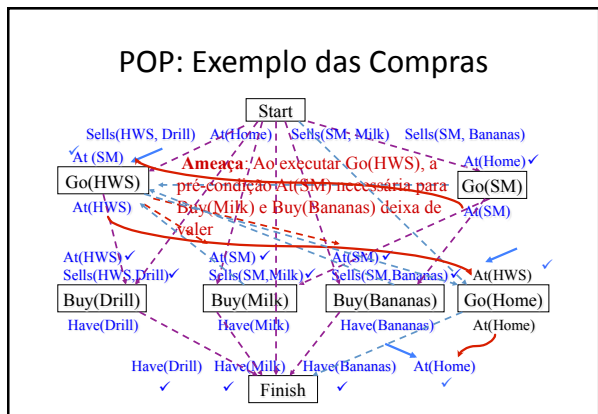 POP: Exemplo das Compras
Start
Sells(HWS, Drill) At(Home) Sells(SM, Milk) Sells(SM, Bananas)
At (SM)
Ameaça: Ao executar Go(HWS), a
At(Home)✓
Go(HWS)
pré-condição At(SM) necessária para
Go(SM)
At(HWS)
Buy(Milk) e Buy(Bananas) deixa de
At(SM)
valer
At(HWS)✓ At(SM)✓ At(SM)✓
At(HWS)
Sells(HWS,Drill)✓ Sells(SM,Milk)✓ Sells(SM,Bananas)✓
Buy(Drill) Buy(Milk) Buy(Bananas) Go(Home)
Have(Drill) Have(Milk) Have(Bananas) At(Home)
Have(Drill) Have(Milk) Have(Bananas) At(Home)
Finish